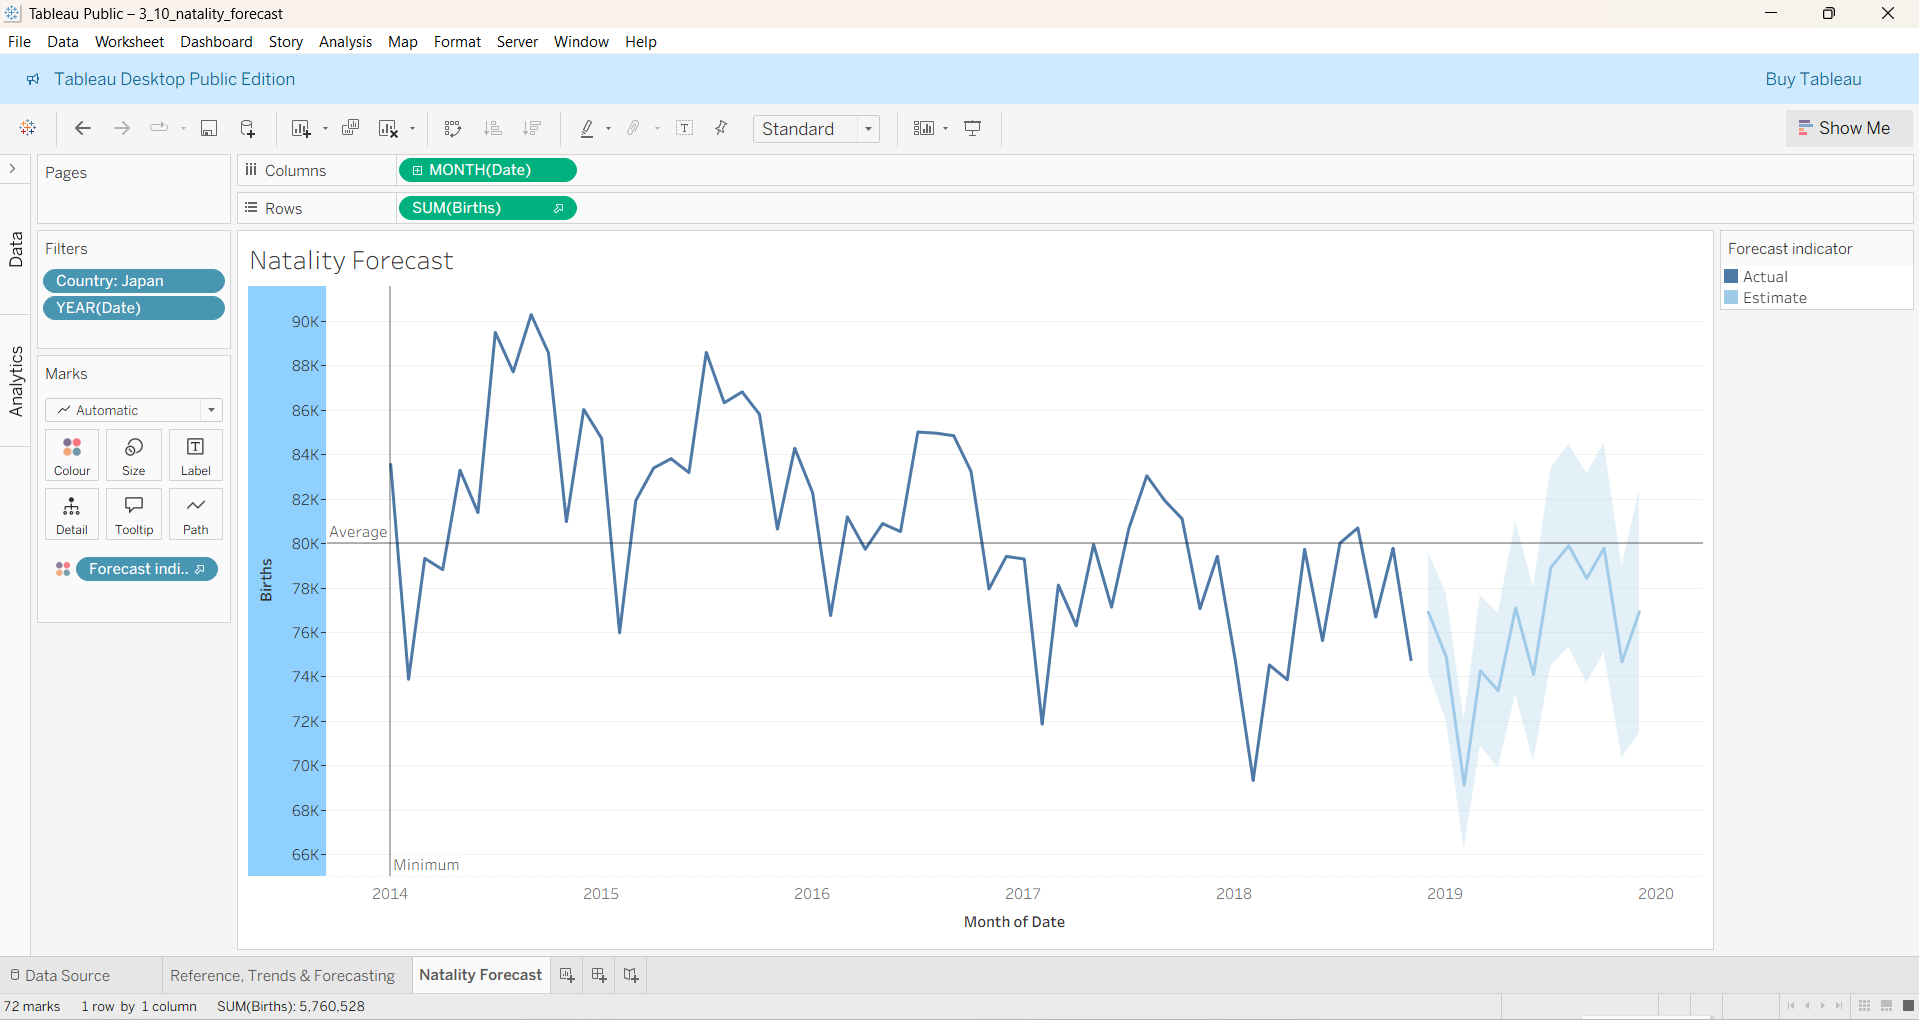 Tableau Public – 3_10_natality_forecast
File Data Worksheet Dashboard Story Analysis Map Format Server Window Help
Tableau Desktop Public Edition Buy Tableau
Standard Show Me
Pages
Columns MONTH(Date)
Rows SUM(Births)
Data
Analytics
Filters
Country: Japan
YEAR(Date)
Marks
Automatic
Colour Size Label
Detail Tooltip Path
Forecast indi..
Natality Forecast
90K
88K
86K
84K
82K
80K
78K
76K
74K
72K
70K
68K
66K
Births
Average
Minimum
2014 2015 2016 2017 2018 2019 2020
Month of Date
Forecast indicator
Actual
Estimate
Data Source Reference, Trends & Forecasting Natality Forecast
72 marks 1 row by 1 column SUM(Births): 5,760,528